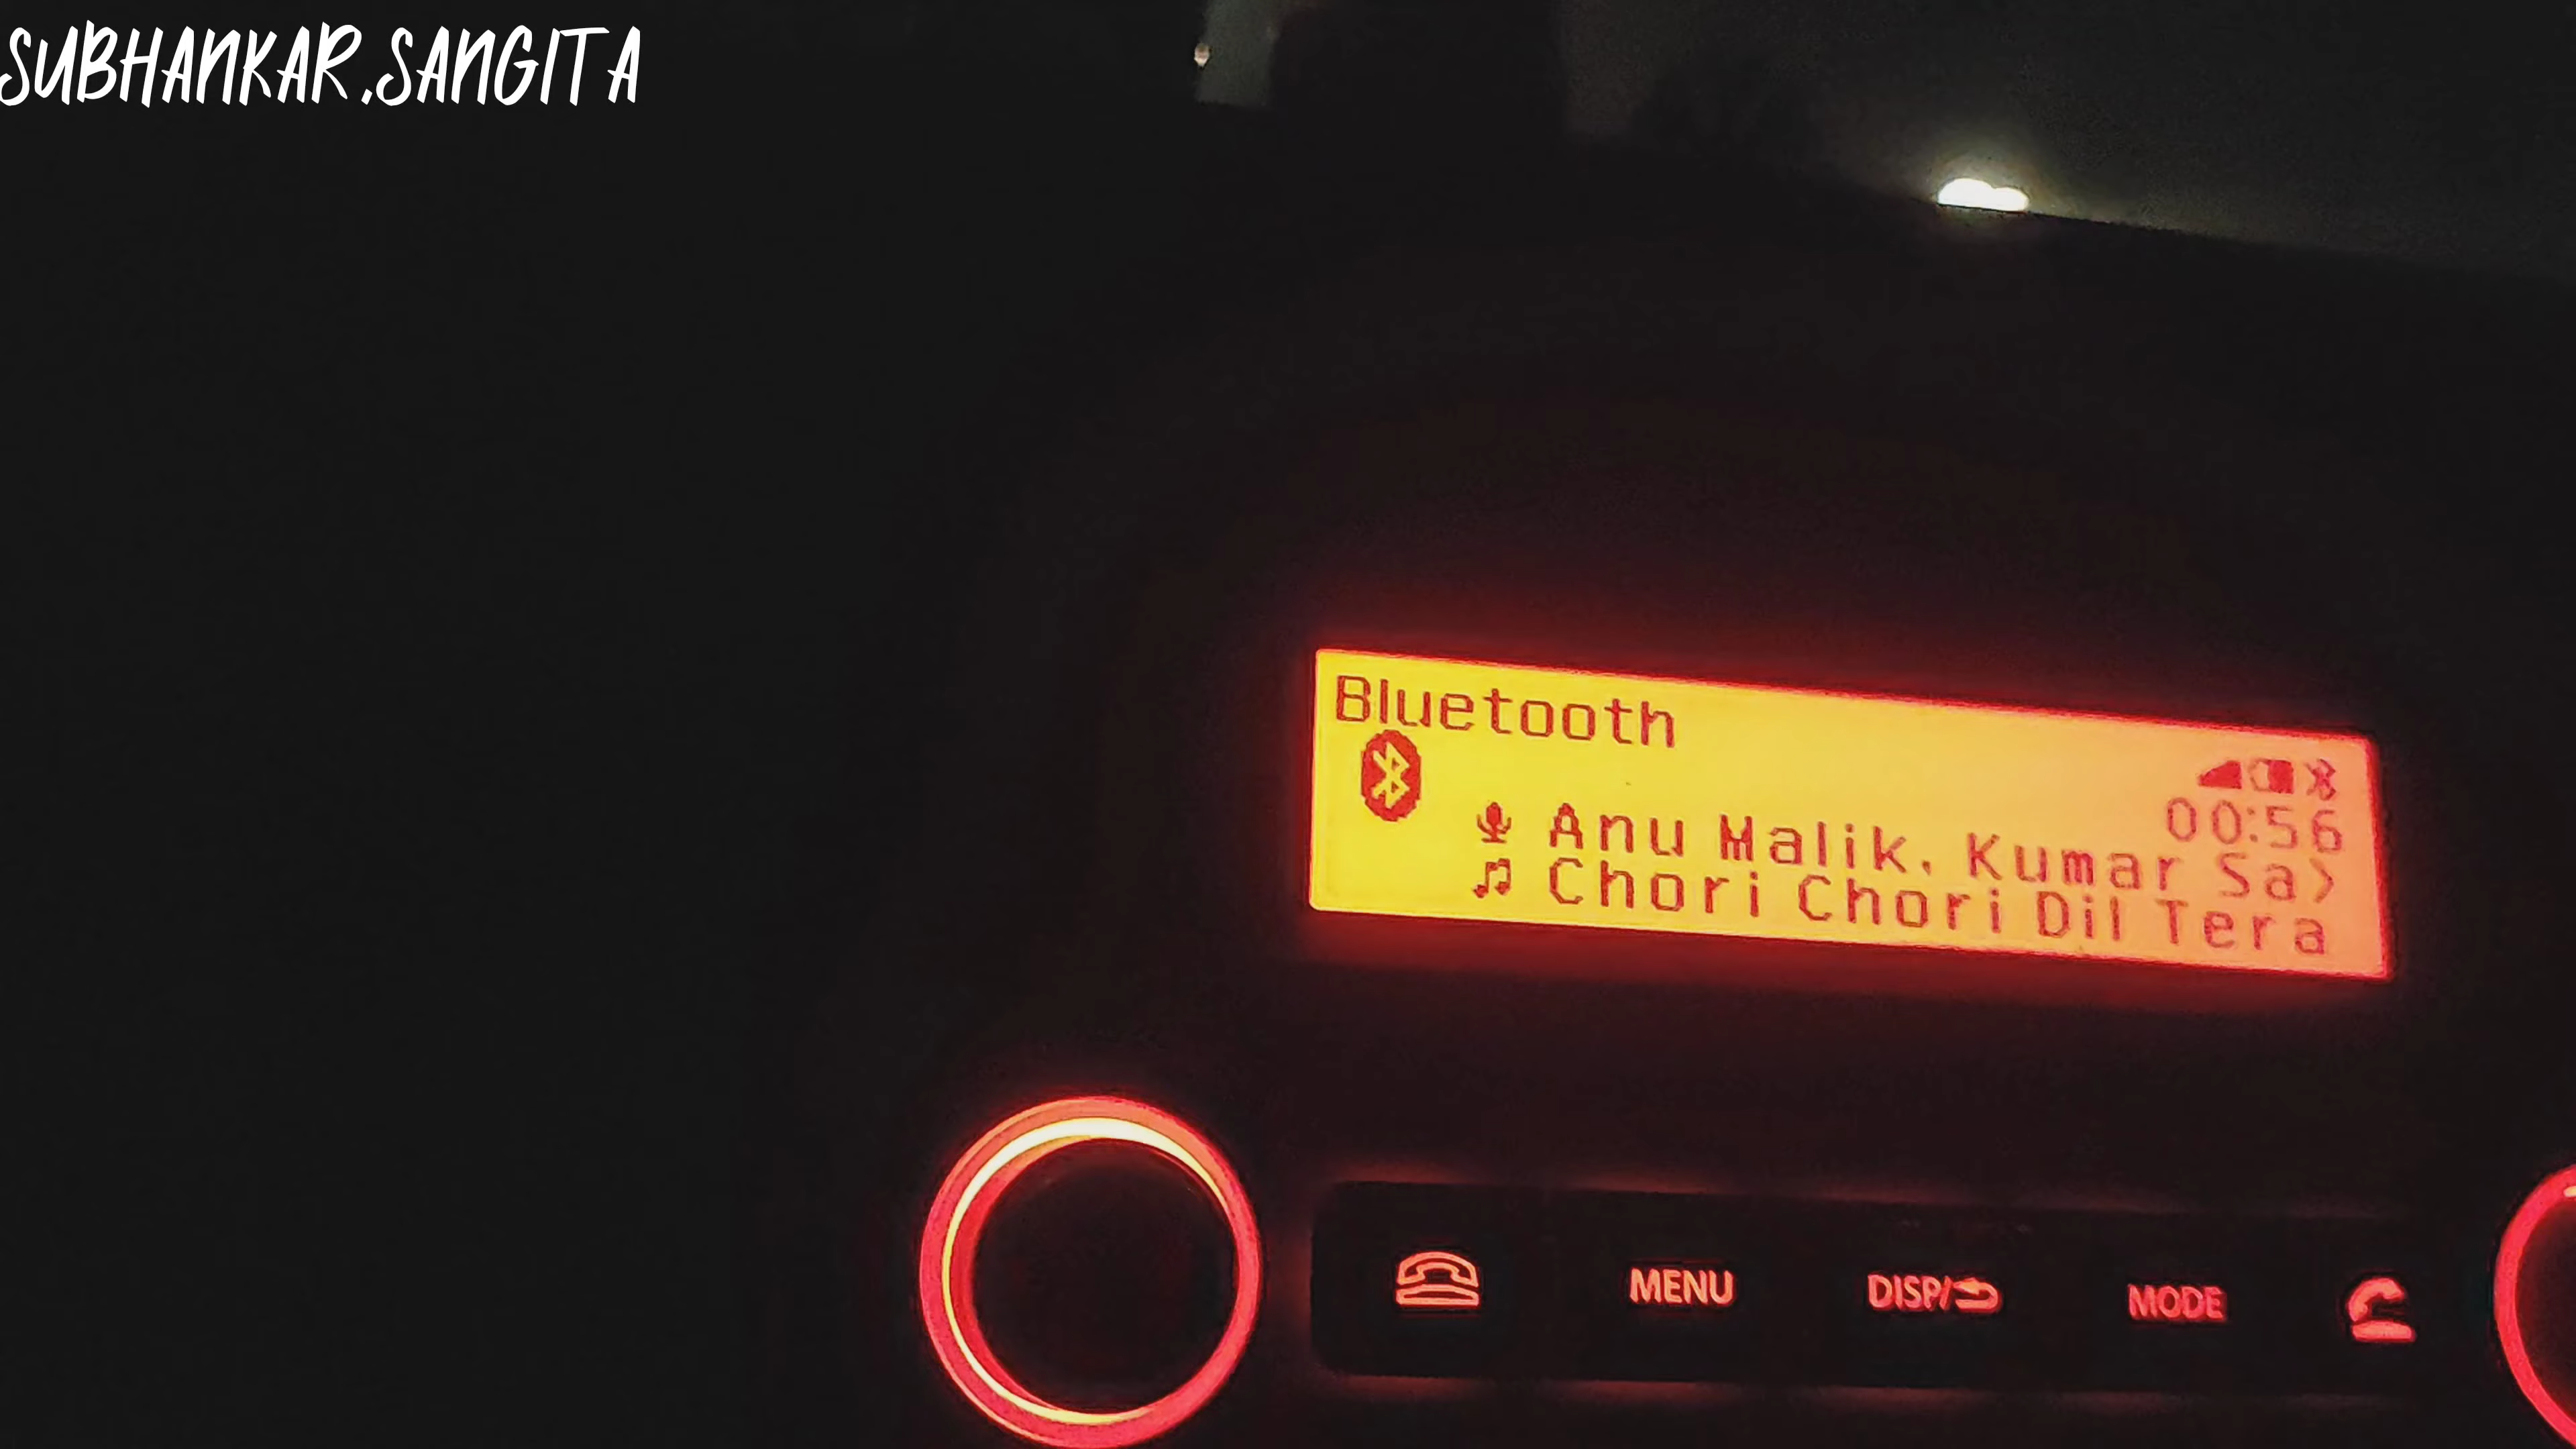 SUBHANKAR.SANGITA
Bluetooth
00:56
Anu Malik, Kumar Sa>
Chori Chori Dil Tera
MENU DISP/ MODE